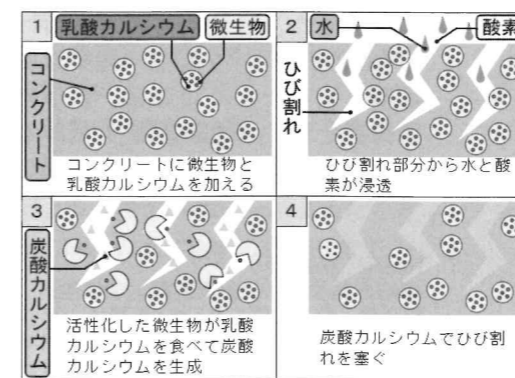 1
乳酸カルシウム
微生物
コンクリート
コンクリートに微生物と
乳酸カルシウムを加える
2
水
酸素
ひび割れ
ひび割れ部分から水と酸
素が浸透
3
炭酸カルシウム
活性化した微生物が乳酸
カルシウムを食べて炭酸
カルシウムを生成
4
炭酸カルシウムでひび割
れを塞ぐ